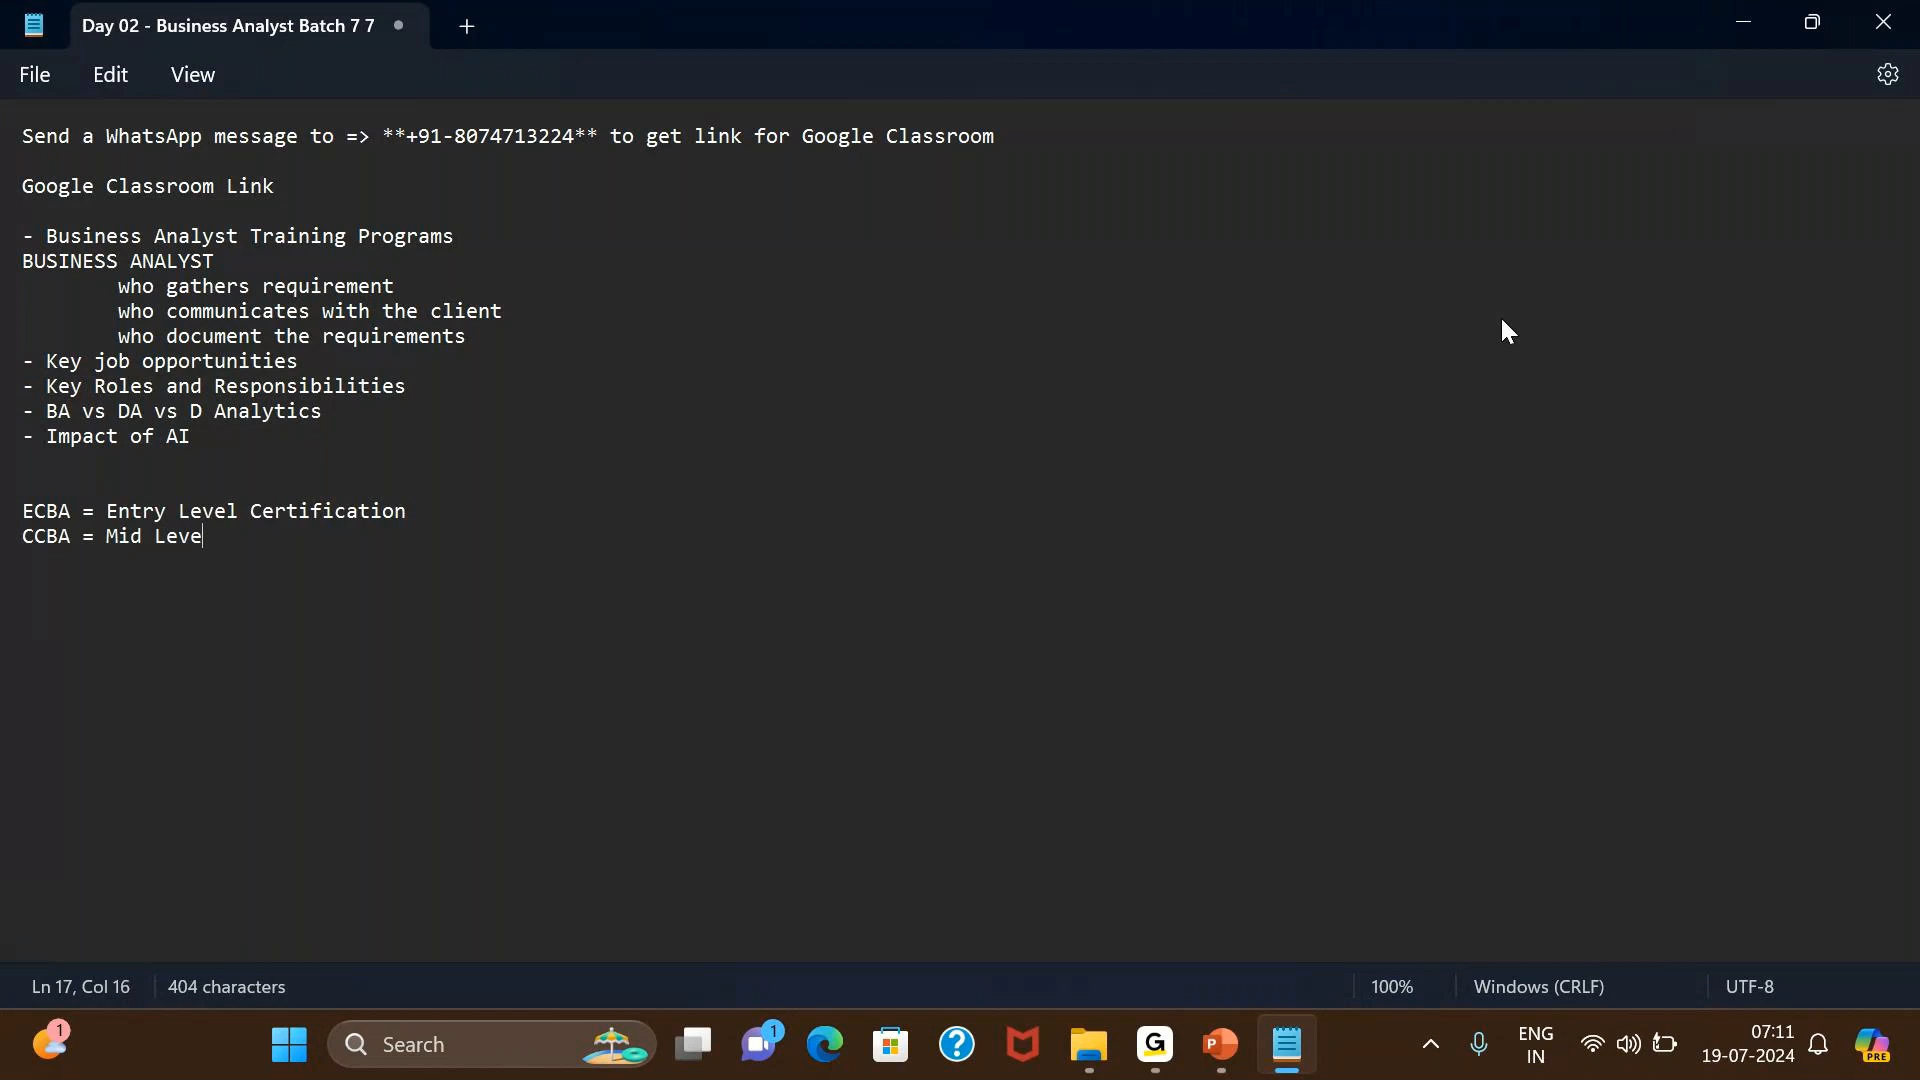 Day 02 - Business Analyst Batch 7 7
File Edit View
Send a WhatsApp message to => **+91-8074713224** to get link for Google Classroom
Google Classroom Link
- Business Analyst Training Programs
BUSINESS ANALYST
who gathers requirement
who communicates with the client
who document the requirements
- Key job opportunities
- Key Roles and Responsibilities
- BA vs DA vs D Analytics
- Impact of AI
ECBA = Entry Level Certification
CCBA = Mid Leve
Ln 17, Col 16 404 characters 100% Windows (CRLF) UTF-8
1 Search 1 G P ENG 07:11
IN 19-07-2024 PRE